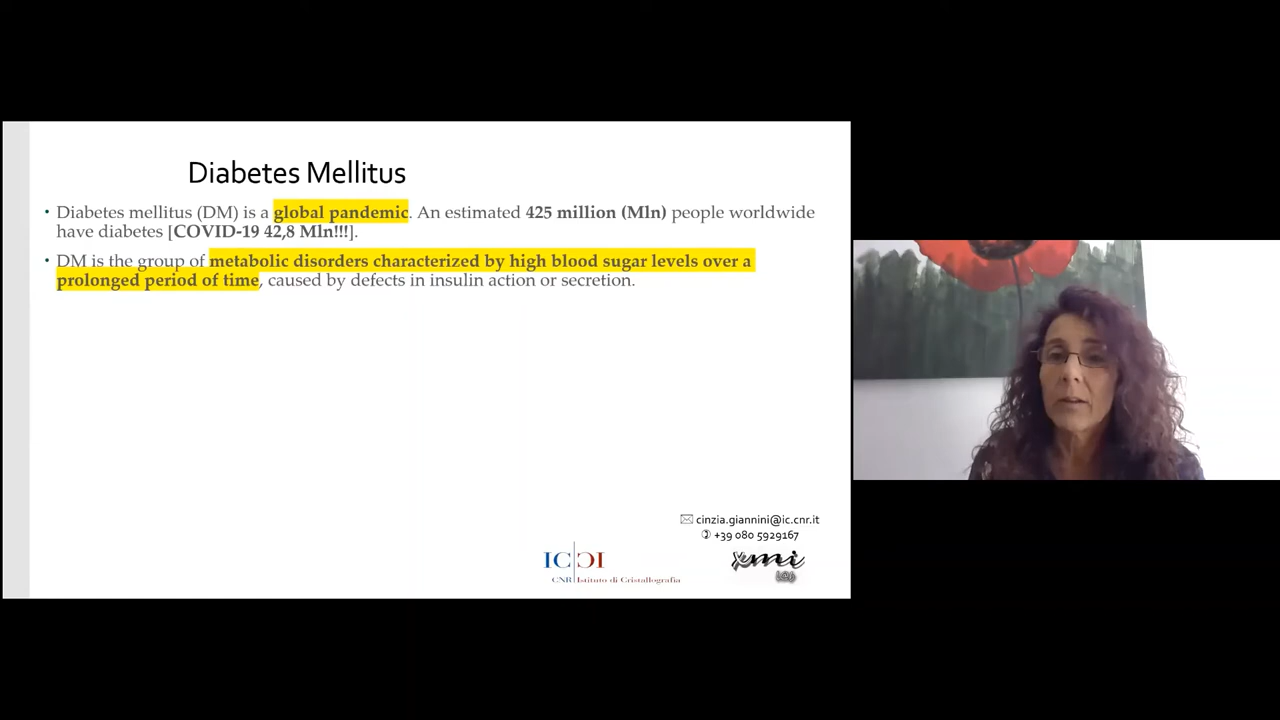 Diabetes Mellitus
• Diabetes mellitus (DM) is a global pandemic. An estimated 425 million (Mln) people worldwide
have diabetes [COVID-19 42,8 Mln!!!].
• DM is the group of metabolic disorders characterized by high blood sugar levels over a
prolonged period of time, caused by defects in insulin action or secretion.
cinzia.giannini@ic.cnr.it
+39 080 5929167
CNR Istituto di Cristallografia
xmi
L@b